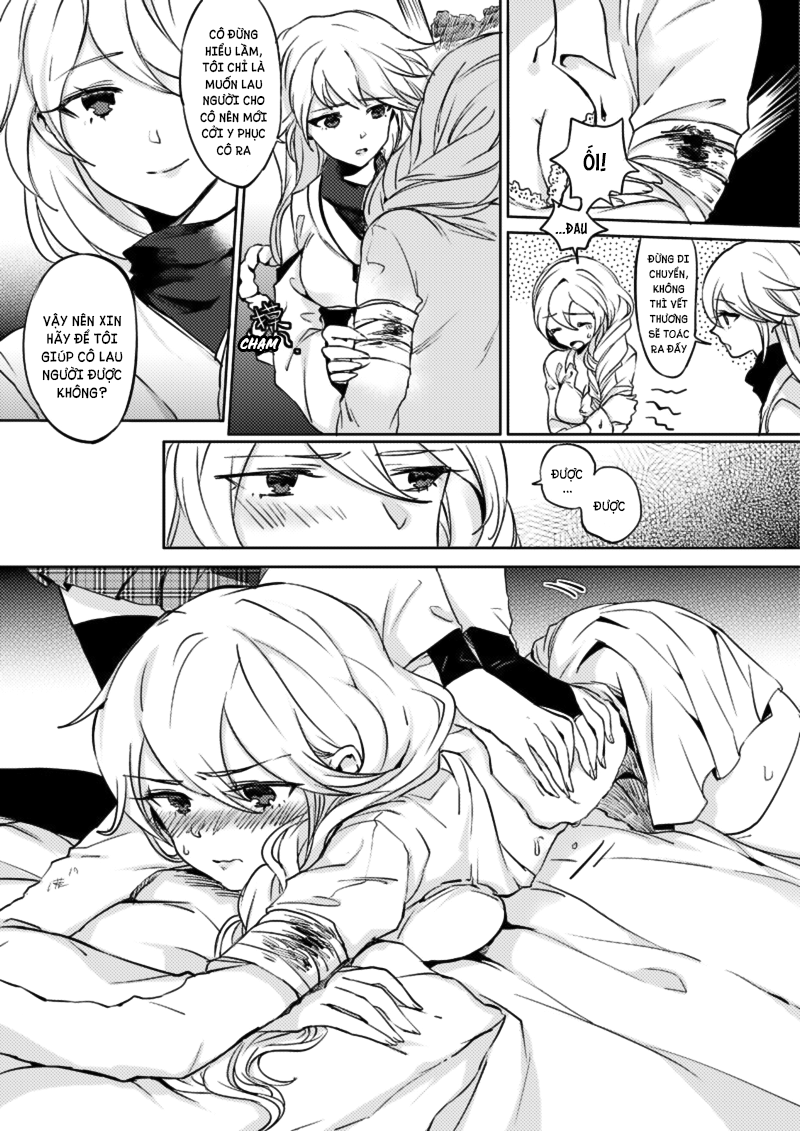 ỐI!
...ĐAU
ĐỪNG DI
CHUYỂN,
KHÔNG
THÌ VẾT
THƯƠNG
SẼ TOÁC
RA ĐẤY
CÔ ĐỪNG
HIỂU LẦM,
TÔI CHỈ LÀ
MUỐN LAU
NGƯỜI CHO
CÔ NÊN MỚI
CỞI Y PHỤC
CÔ RA
CHẠM
VẬY NÊN XIN
HÃY ĐỂ TÔI
GIÚP CÔ LAU
NGƯỜI ĐƯỢC
KHÔNG?
ĐƯỢC
...
ĐƯỢC